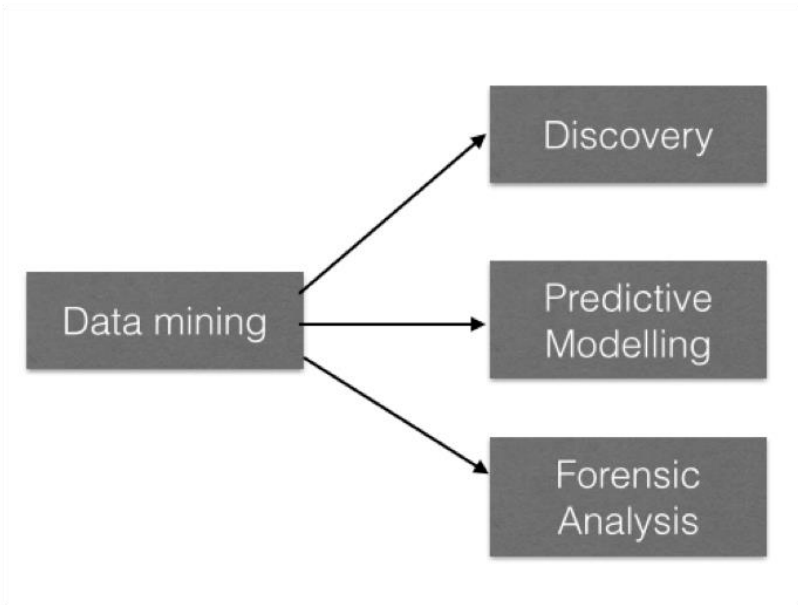 Discovery
Data mining
Predictive
Modelling
Forensic
Analysis